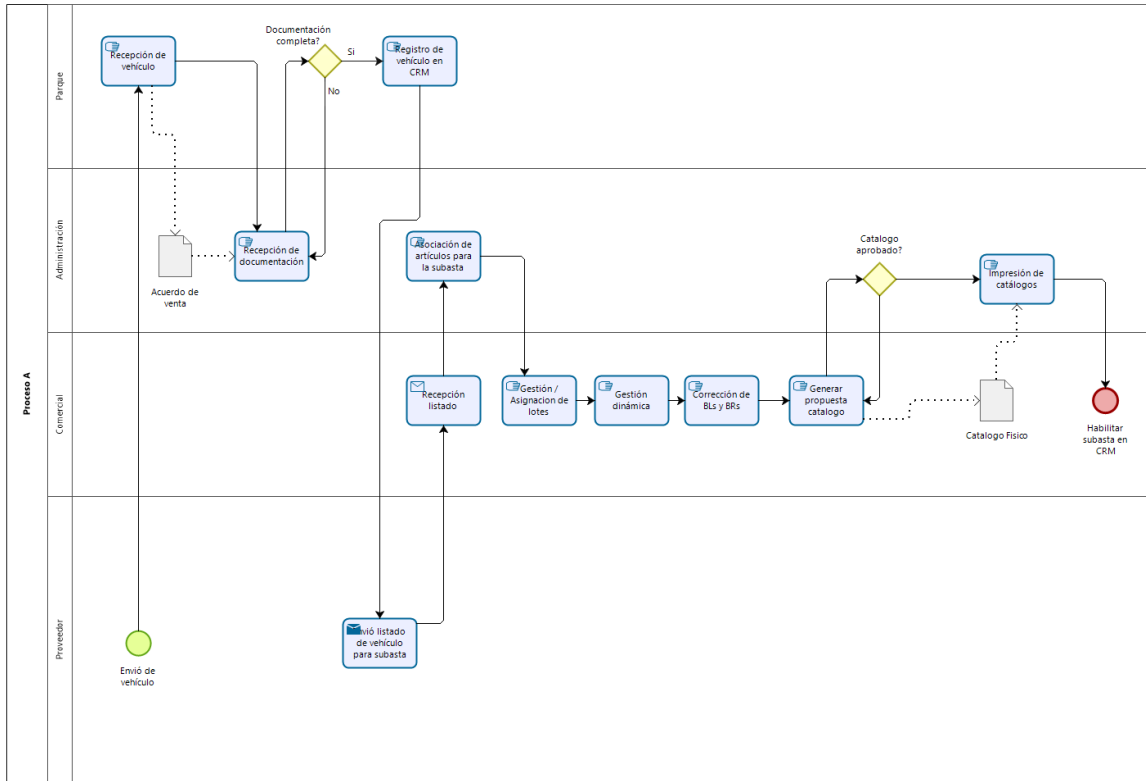 Proceso A
Parque
Recepción de
vehículo
Documentación
completa?
Si
No
Registro de
vehículo en
CRM
Administración
Acuerdo de
venta
Recepción de
documentación
Asociación de
artículos para
la subasta
Catalogo
aprobado?
Impresión de
catálogos
Comercial
Recepción
listado
Gestión /
Asignacion de
lotes
Gestión
dinámica
Corrección de
BLs y BRs
Generar
propuesta
catalogo
Catalogo Fisico
Habilitar
subasta en
CRM
Proveedor
Envió de
vehículo
Envió listado
de vehículo
para subasta